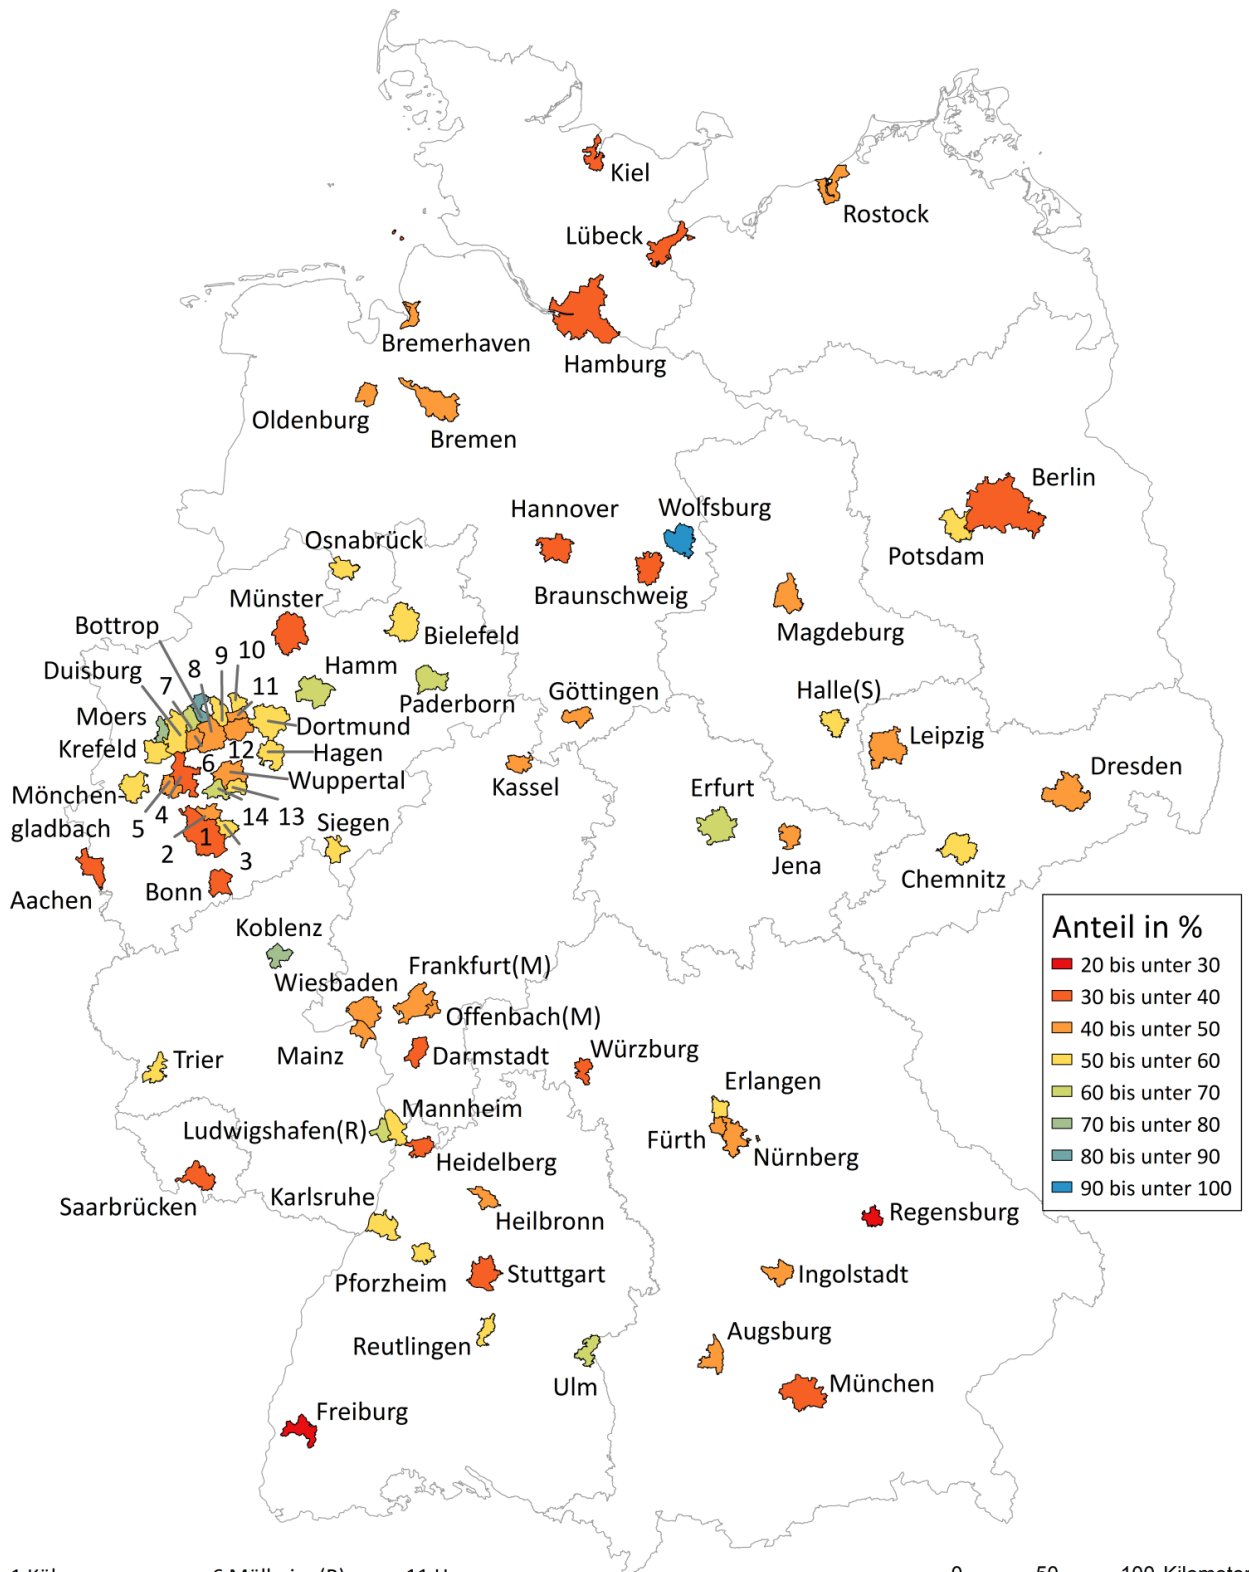 Kiel
Rostock
Lübeck
Bremerhaven
Hamburg
Oldenburg
Bremen
Berlin
Hannover
Wolfsburg
Osnabrück
Potsdam
Braunschweig
Münster
Bottrop
Bielefeld
Magdeburg
9
10
Duisburg
8
Hamm
7
11
Göttingen
Halle(S)
Paderborn
Moers
Dortmund
Leipzig
Krefeld
12
Hagen
6
Dresden
Wuppertal
Kassel
Erfurt
Mönchen-
gladbach
5
4
14
13
Siegen
1
2
3
Jena
Chemnitz
Aachen
Bonn
Koblenz
Anteil in %
20 bis unter 30
30 bis unter 40
40 bis unter 50
50 bis unter 60
60 bis unter 70
70 bis unter 80
80 bis unter 90
90 bis unter 100
Frankfurt(M)
Wiesbaden
Offenbach(M)
Mainz
Darmstadt
Würzburg
Trier
Erlangen
Mannheim
Ludwigshafen(R)
Fürth
Nürnberg
Heidelberg
Saarbrücken
Karlsruhe
Heilbronn
Regensburg
Pforzheim
Stuttgart
Ingolstadt
Reutlingen
Augsburg
Ulm
München
Freiburg